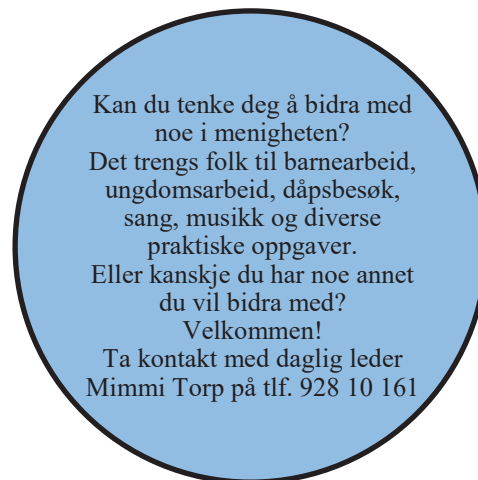 Kan du tenke deg å bidra med
noe i menigheten?
Det trengs folk til barnearbeid,
ungdomsarbeid, dåpsbesøk,
sang, musikk og diverse
praktiske oppgaver.
Eller kanskje du har noe annet
du vil bidra med?
Velkommen!
Ta kontakt med daglig leder
Mimmi Torp på tlf. 928 10 161